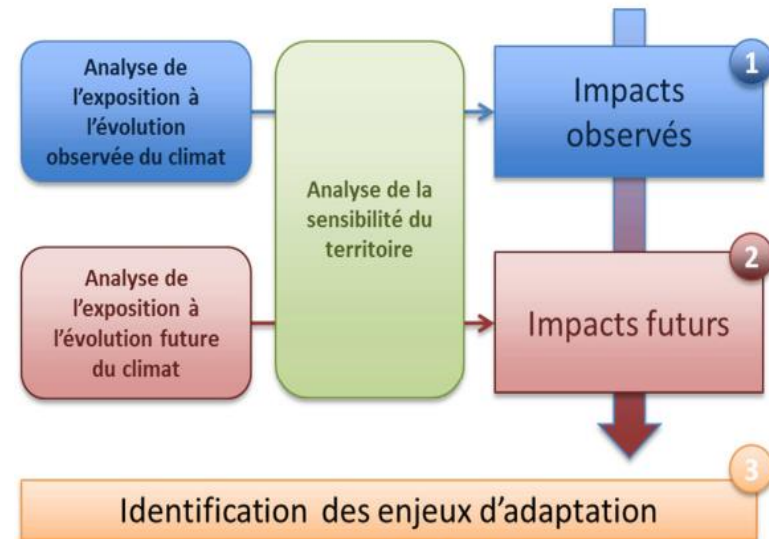 Analyse de
l'exposition à
l'évolution
observée du climat
Analyse de la
sensibilité du
territoire
1
Impacts
observés
Analyse de
l'exposition à
l'évolution future
du climat
2
Impacts futurs
3
Identification des enjeux d'adaptation